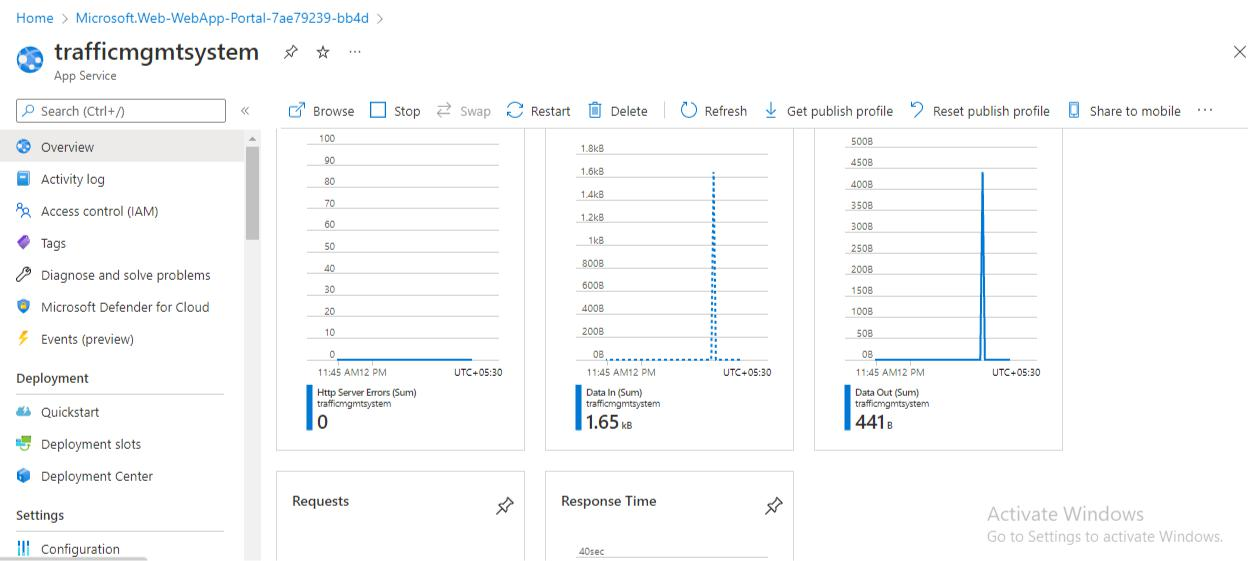 Home > Microsoft.Web-WebApp-Portal-7ae79239-bb4d >
trafficmgmtsystem
App Service
Search (Ctrl+/)
«
Browse Stop Swap Restart Delete Refresh Get publish profile Reset publish profile Share to mobile ...
Overview
Activity log
Access control (IAM)
Tags
Diagnose and solve problems
Microsoft Defender for Cloud
Events (preview)
Deployment
Quickstart
Deployment slots
Deployment Center
Settings
Configuration
100
90
80
70
60
50
40
30
20
10
0
11:45 AM12 PM UTC+05:30
Http Server Errors (Sum)
trafficmgmtsystem
0
1.8kB
1.6kB
1.4kB
1.2kB
1kB
800B
600B
400B
200B
0B
11:45 AM12 PM UTC+05:30
Data In (Sum)
trafficmgmtsystem
1.65 kB
500B
450B
400B
350B
300B
250B
200B
150B
100B
50B
0B
11:45 AM12 PM UTC+05:30
Data Out (Sum)
trafficmgmtsystem
441 B
Requests
Response Time
40sec
Activate Windows
Go to Settings to activate Windows.